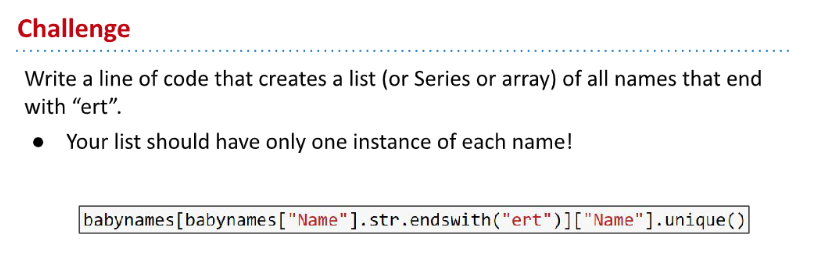 Challenge
Write a line of code that creates a list (or Series or array) of all names that end
with “ert”.
● Your list should have only one instance of each name!
babynames[babynames["Name"].str.endswith("ert")]["Name"].unique()